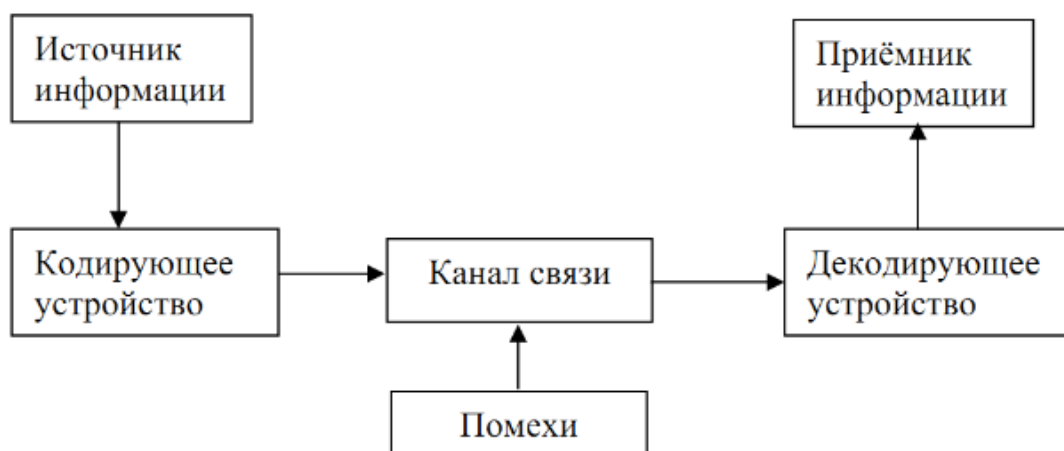 Источник
информации
Приёмник
информации
Кодирующее
устройство
Канал связи
Декодирующее
устройство
Помехи